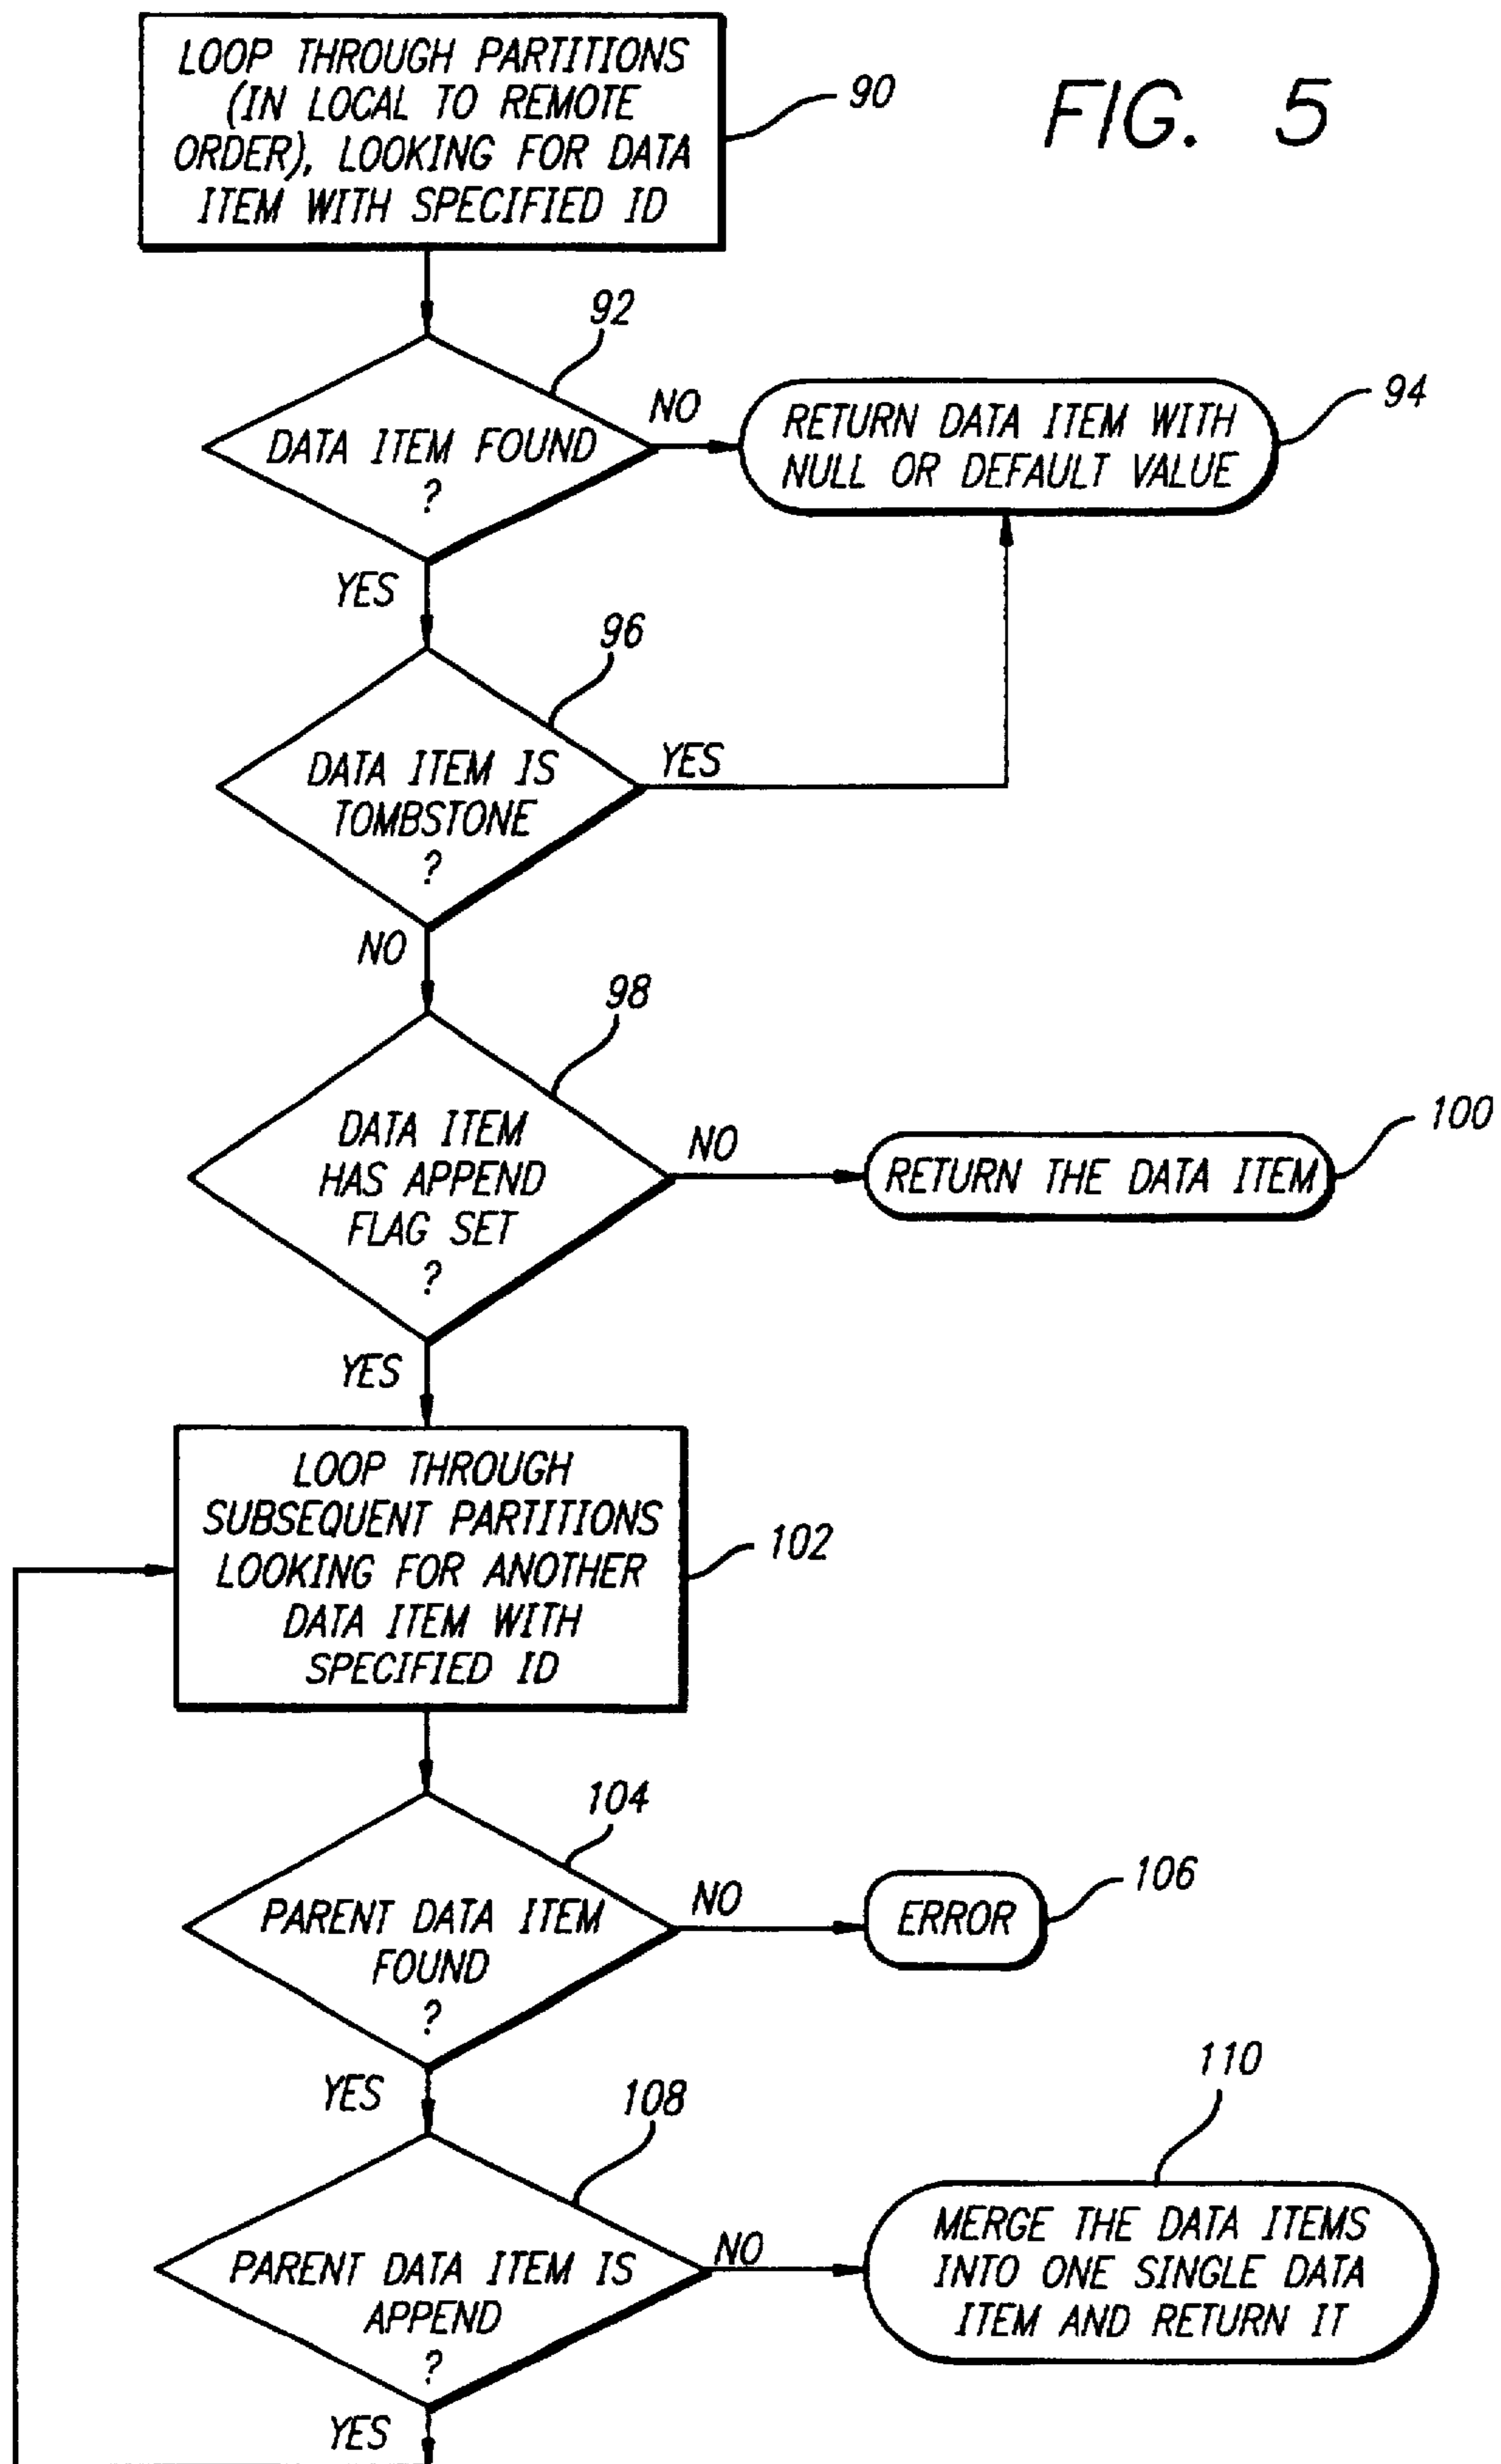 LOOP THROUGH PARTITIONS
(IN LOCAL TO REMOTE
ORDER), LOOKING FOR DATA
ITEM WITH SPECIFIED ID
90
FIG. 5
92
DATA ITEM FOUND
?
NO
RETURN DATA ITEM WITH
NULL OR DEFAULT VALUE
94
YES
96
DATA ITEM IS
TOMBSTONE
?
YES
NO
98
DATA ITEM
HAS APPEND
FLAG SET
?
NO
RETURN THE DATA ITEM
100
YES
LOOP THROUGH
SUBSEQUENT PARTITIONS
LOOKING FOR ANOTHER
DATA ITEM WITH
SPECIFIED ID
102
104
PARENT DATA ITEM
FOUND
?
NO
ERROR
106
YES
108
PARENT DATA ITEM IS
APPEND
?
NO
110
MERGE THE DATA ITEMS
INTO ONE SINGLE DATA
ITEM AND RETURN IT
YES